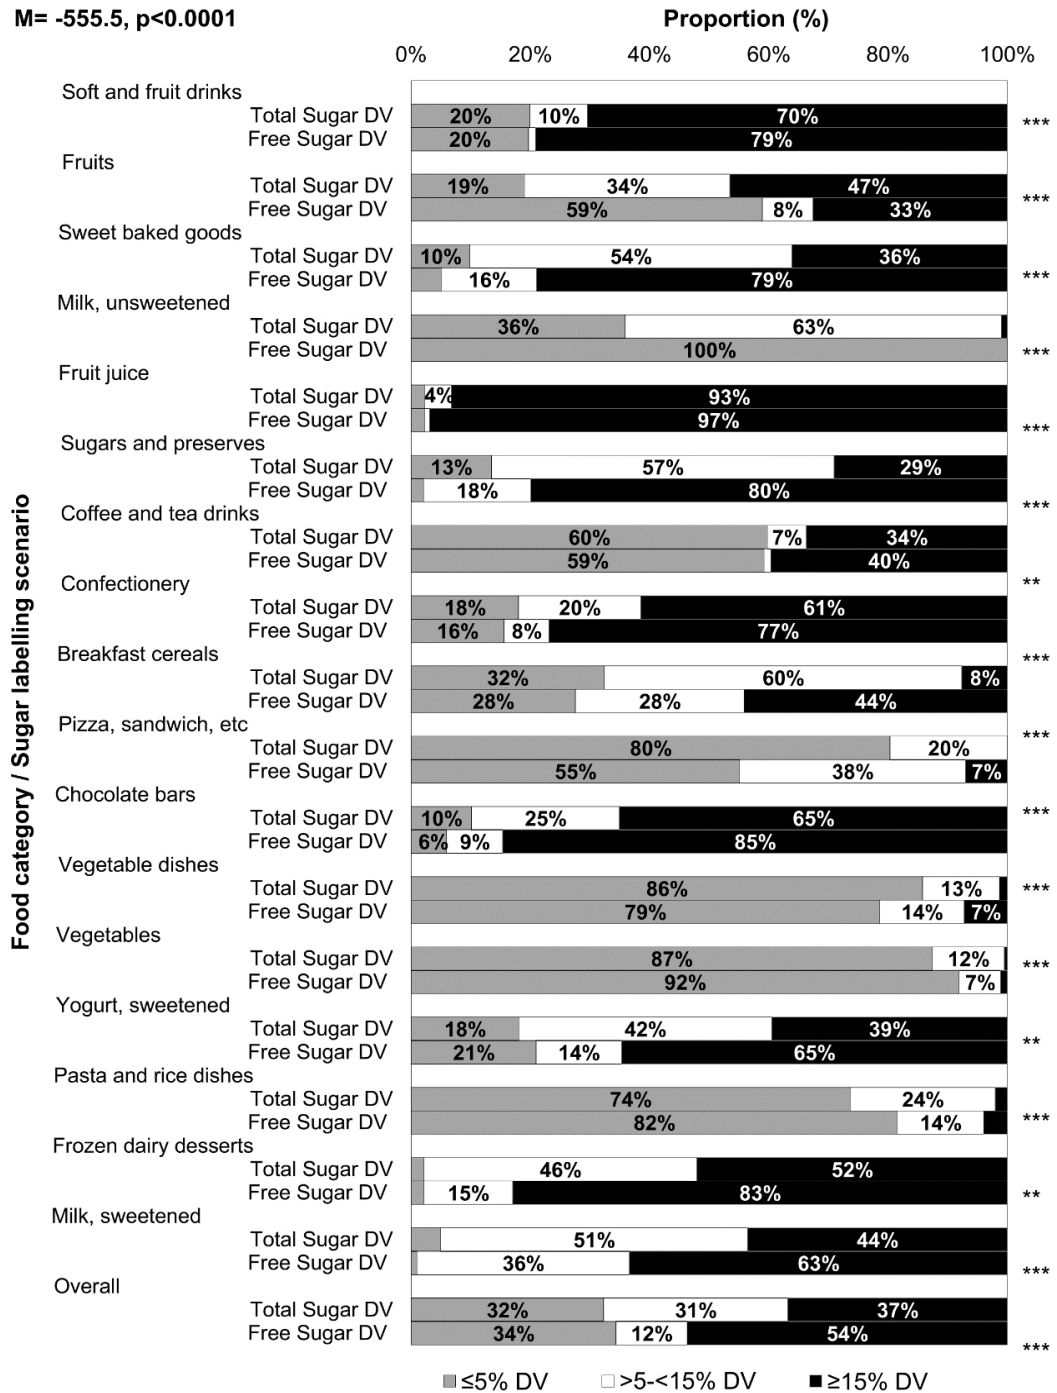 M= -555.5, p<0.0001
Proportion (%)
0% 20% 40% 60% 80% 100%
Food category / Sugar labelling scenario
Soft and fruit drinks
Total Sugar DV 20% 10% 70%
***
Free Sugar DV 20% 79%
Fruits
Total Sugar DV 19% 34% 47%
***
Free Sugar DV 59% 8% 33%
Sweet baked goods
Total Sugar DV 10% 54% 36%
Free Sugar DV 16% 79% ***
Milk, unsweetened
Total Sugar DV 36% 63%
Free Sugar DV 100% ***
Fruit juice
Total Sugar DV 4% 93%
Free Sugar DV 97% ***
Sugars and preserves
Total Sugar DV 13% 57% 29%
Free Sugar DV 18% 80%
***
Coffee and tea drinks
Total Sugar DV 60% 7% 34%
Free Sugar DV 59% 40%
Confectionery **
Total Sugar DV 18% 20% 61%
Free Sugar DV 16% 8% 77%
Breakfast cereals ***
Total Sugar DV 32% 60% 8%
Free Sugar DV 28% 28% 44%
Pizza, sandwich, etc ***
Total Sugar DV 80% 20%
Free Sugar DV 55% 38% 7%
Chocolate bars
Total Sugar DV 10% 25% 65% ***
Free Sugar DV 6% 9% 85%
Vegetable dishes
Total Sugar DV 86% 13% ***
Free Sugar DV 79% 14% 7%
Vegetables
Total Sugar DV 87% 12% ***
Free Sugar DV 92% 7%
Yogurt, sweetened
Total Sugar DV 18% 42% 39%
**
Free Sugar DV 21% 14% 65%
Pasta and rice dishes
Total Sugar DV 74% 24%
Free Sugar DV 82% 14% ***
Frozen dairy desserts
Total Sugar DV 46% 52%
Free Sugar DV 15% 83% **
Milk, sweetened
Total Sugar DV 51% 44%
Free Sugar DV 36% 63% ***
Overall
Total Sugar DV 32% 31% 37%
Free Sugar DV 34% 12% 54%
***
≤5% DV >5-<15% DV ≥15% DV